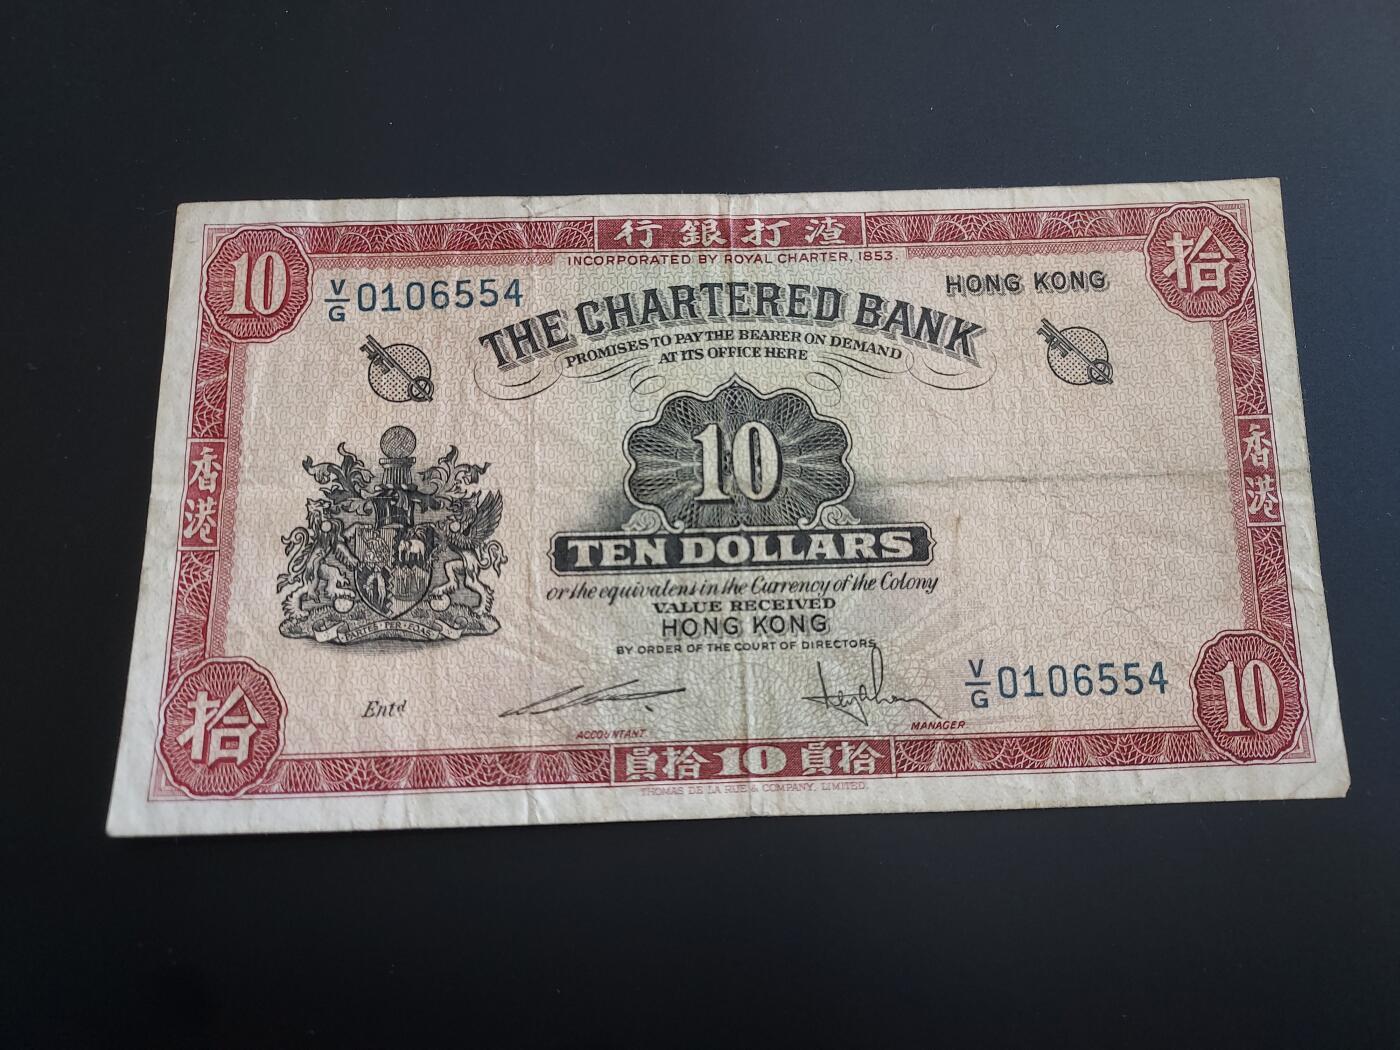 行銀打渣
INCORPORATED BY ROYAL CHARTER, 1853.
10
拾
V/G 0106554
HONG KONG
THE CHARTERED BANK
PROMISES TO PAY THE BEARER ON DEMAND
AT ITS OFFICE HERE
10
香港
香港
TEN DOLLARS
or the equivalent in the Currency of the Colony
VALUE RECEIVED
HONG KONG
BY ORDER OF THE COURT OF DIRECTORS
V/G 0106554
Entd
ACCOUNTANT
MANAGER
拾
10
員拾 10 員拾
THOMAS DE LA RUE & COMPANY, LIMITED.